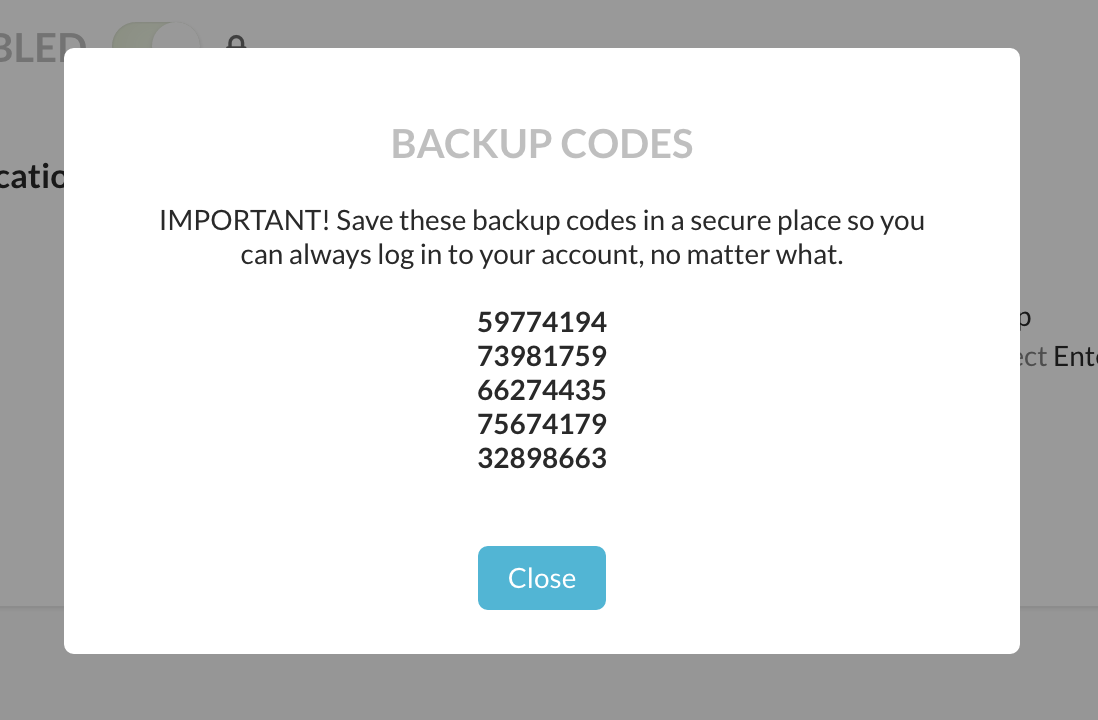 BLED
BACKUP CODES
catio
IMPORTANT! Save these backup codes in a secure place so you
can always log in to your account, no matter what.
59774194
p
73981759
ect Ente
66274435
75674179
32898663
Close